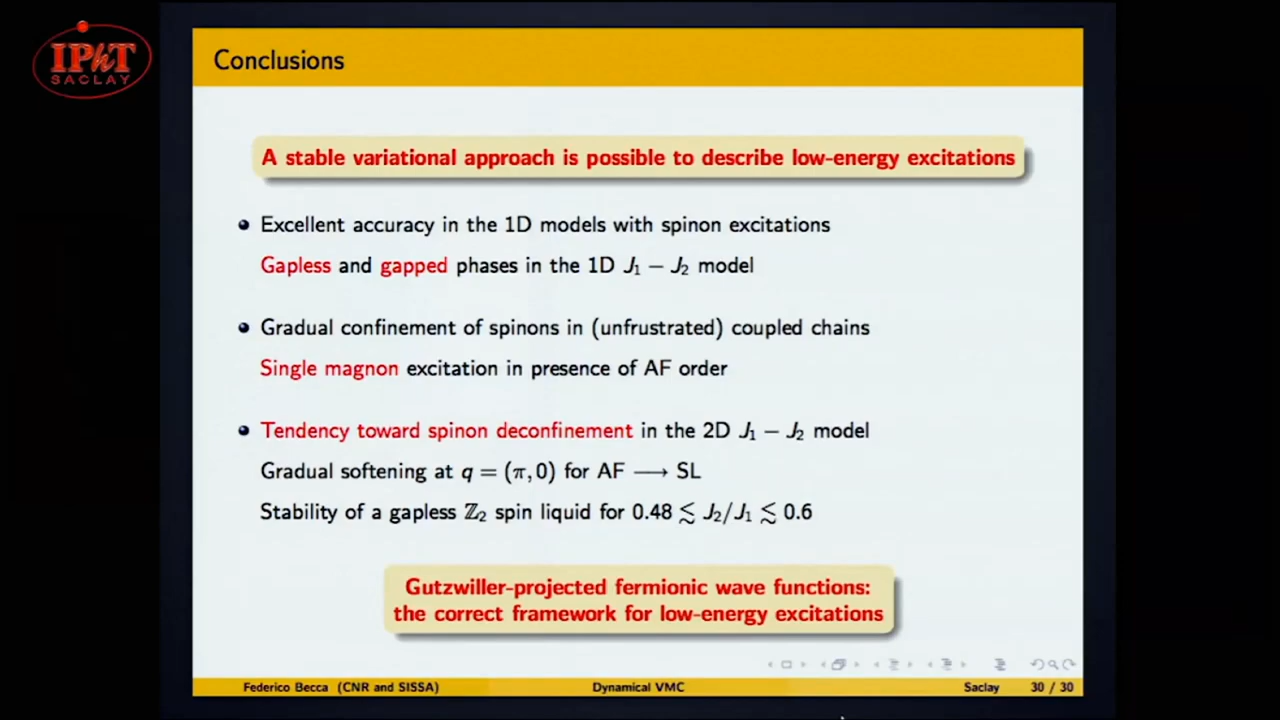 IPhT
SACLAY
Conclusions
A stable variational approach is possible to describe low-energy excitations
Excellent accuracy in the 1D models with spinon excitations
Gapless and gapped phases in the 1D J₁ − J₂ model
Gradual confinement of spinons in (unfrustrated) coupled chains
Single magnon excitation in presence of AF order
Tendency toward spinon deconfinement in the 2D J₁ − J₂ model
Gradual softening at q = (π, 0) for AF ⟶ SL
Stability of a gapless ℤ₂ spin liquid for 0.48 ≲ J₂/J₁ ≲ 0.6
Gutzwiller-projected fermionic wave functions:
the correct framework for low-energy excitations
Federico Becca (CNR and SISSA) Dynamical VMC Saclay 30 / 30